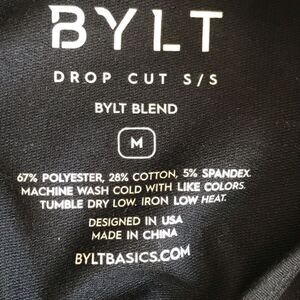 BYLT
DROP CUT S/S
BYLT BLEND
M
67% POLYESTER, 28% COTTON, 5% SPANDEX.
MACHINE WASH COLD WITH LIKE COLORS.
TUMBLE DRY LOW. IRON LOW HEAT.
DESIGNED IN USA
MADE IN CHINA
BYLTBASICS.COM